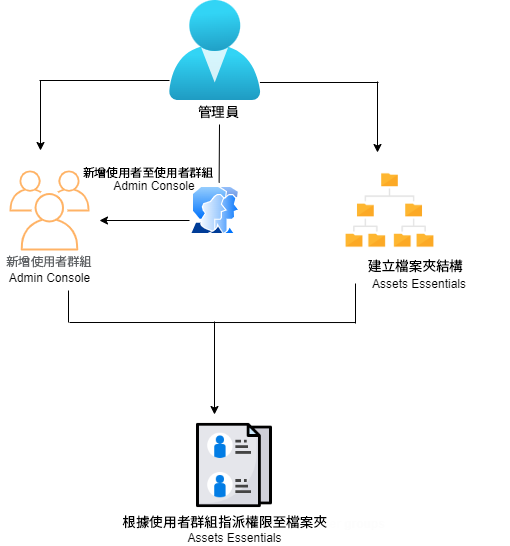 管理員
新增使用者至使用者群組
Admin Console
新增使用者群組
Admin Console
建立檔案夾結構
Assets Essentials
根據使用者群組指派權限至檔案夾
Assets Essentials